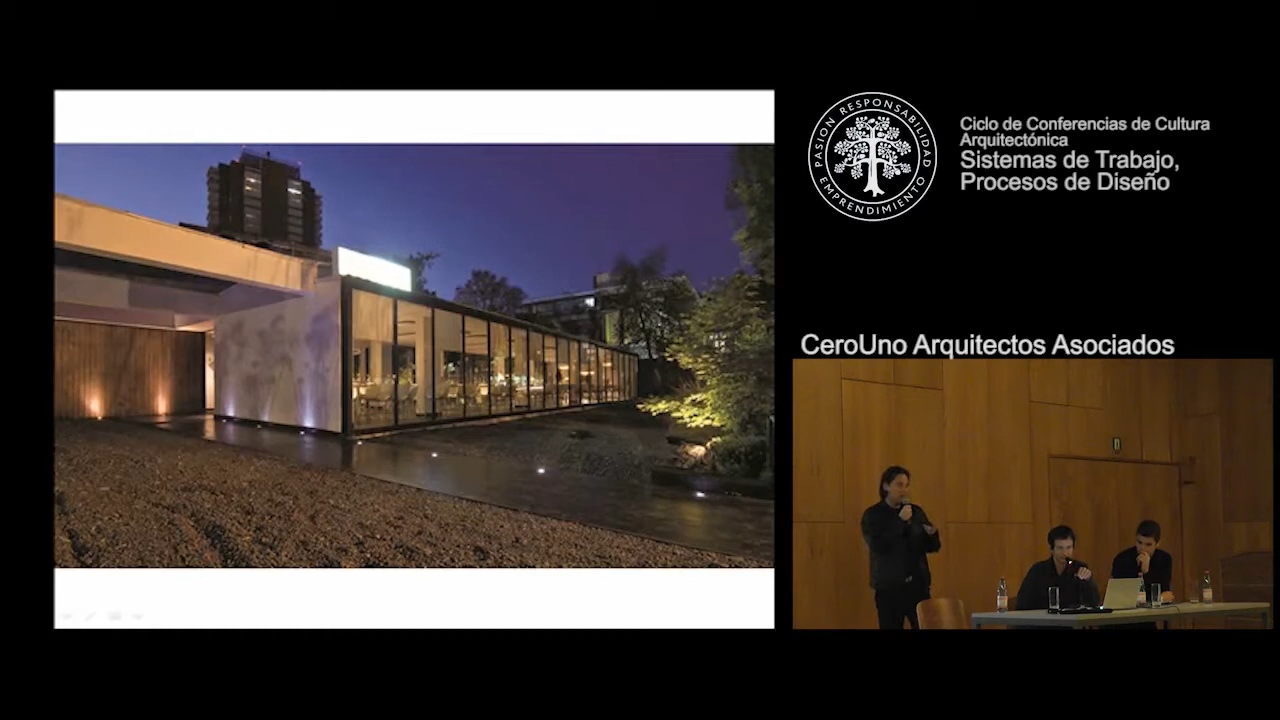 PASION RESPONSABILIDAD EMPRENDIMIENTO
Ciclo de Conferencias de Cultura
Arquitectónica
Sistemas de Trabajo,
Procesos de Diseño
CeroUno Arquitectos Asociados